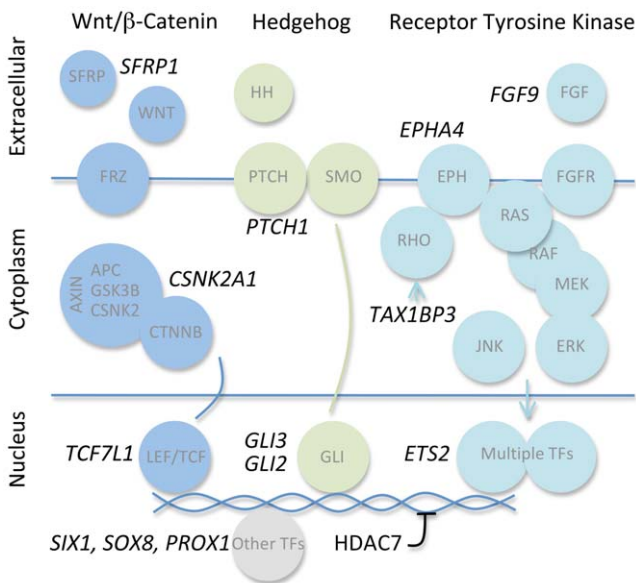 Wnt/β-Catenin
Hedgehog
Receptor Tyrosine Kinase
Extracellular
SFRP
SFRP1
WNT
HH
FGF9
FGF
EPHA4
FRZ
PTCH
SMO
EPH
FGFR
PTCH1
RAS
Cytoplasm
RHO
RAF
AXIN
APC
GSK3B
CSNK2
CSNK2A1
MEK
CTNNB
TAX1BP3
JNK
ERK
Nucleus
TCF7L1
LEF/TCF
GLI3
GLI2
GLI
ETS2
Multiple TFs
SIX1, SOX8, PROX1
Other TFs
HDAC7